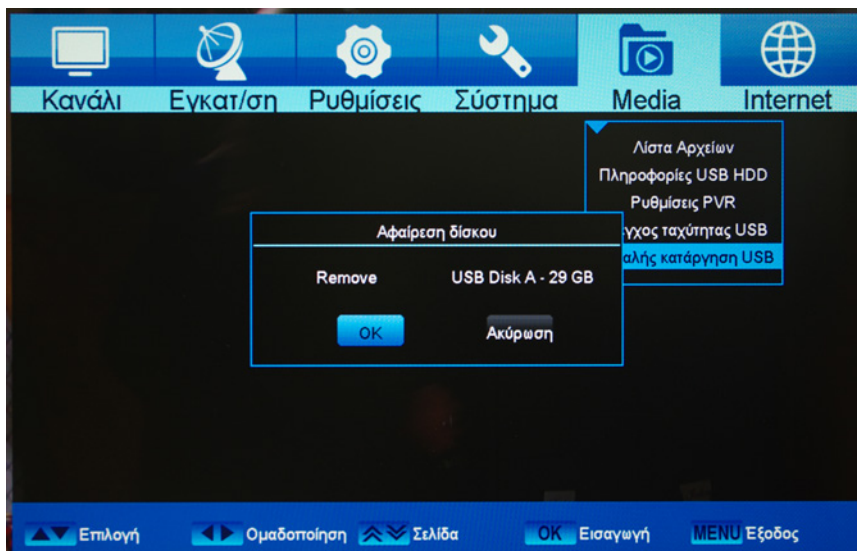 Κανάλι Εγκατ/ση Ρυθμίσεις Σύστημα Media Internet
Λίστα Αρχείων
Πληροφορίες USB HDD
Ρυθμίσεις PVR
γχος ταχύτητας USB
αλής κατάργηση USB
Αφαίρεση δίσκου
Remove USB Disk A - 29 GB
OK Ακύρωση
Επιλογή Ομαδοποίηση Σελίδα OK Εισαγωγή MENU Έξοδος